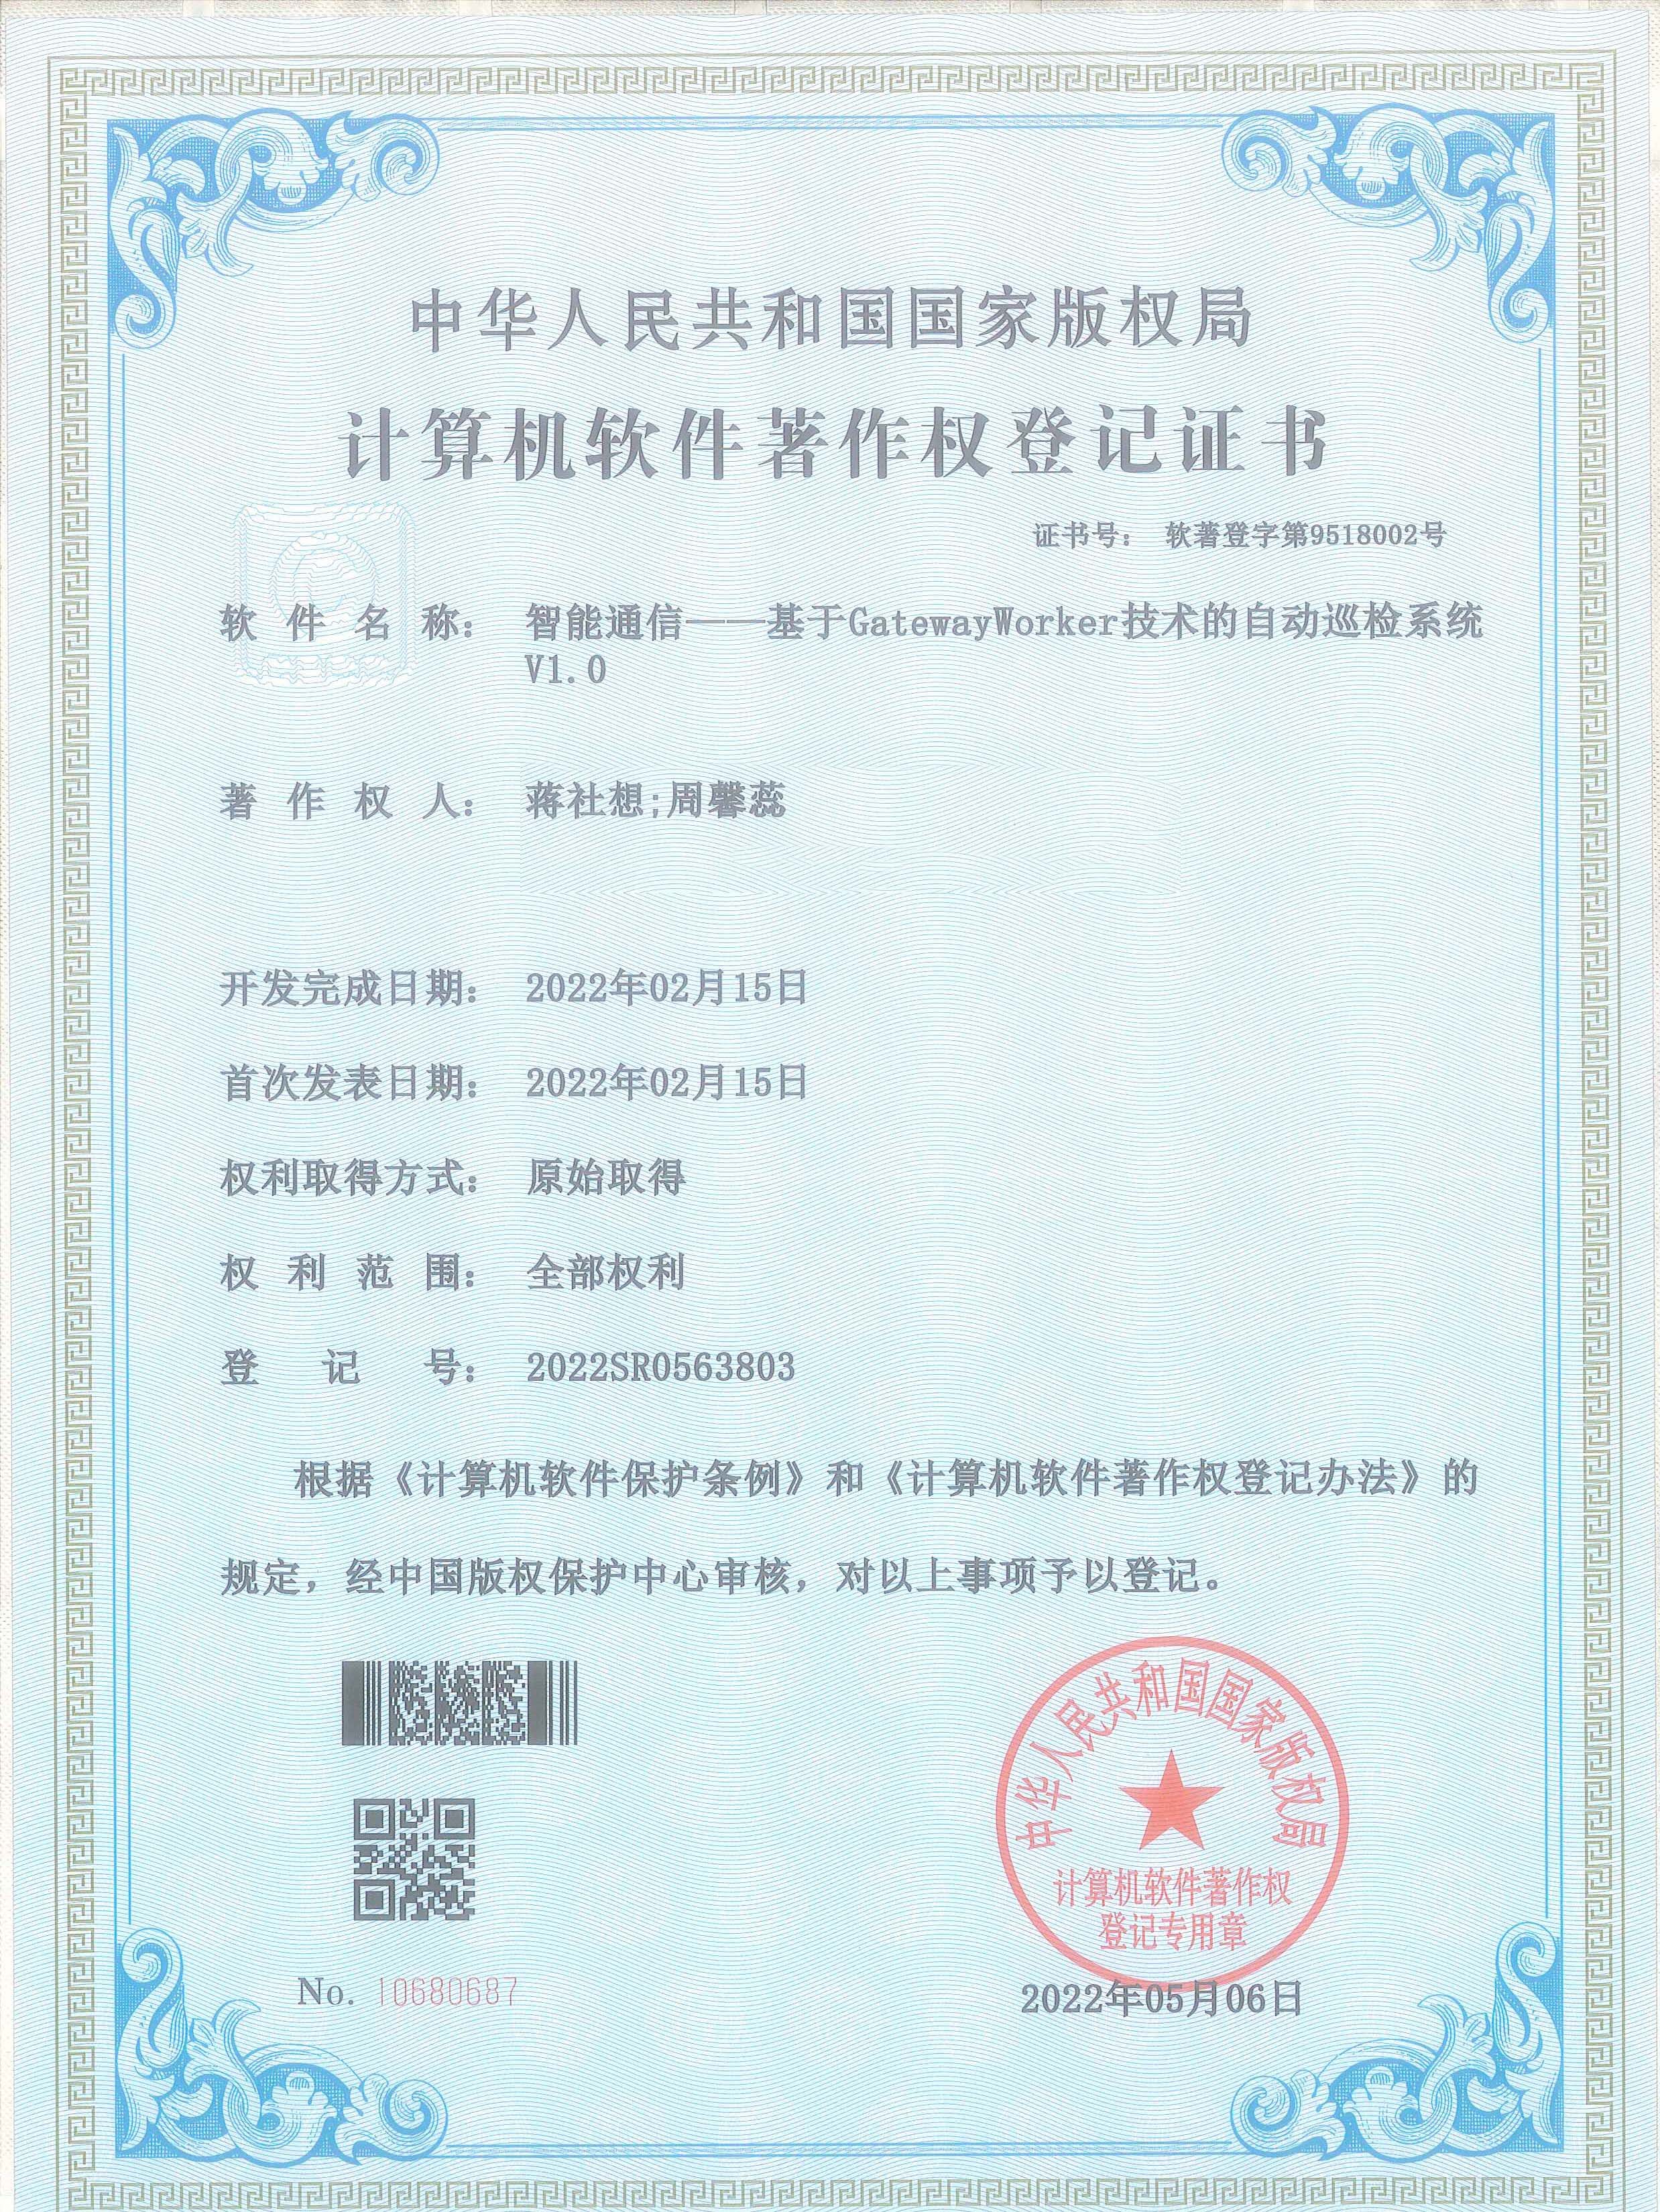 中华人民共和国国家版权局
计算机软件著作权登记证书
证书号： 软著登字第9518002号
软件名称： 智能通信——基于GatewayWorker技术的自动巡检系统
V1.0
著作权人： 蒋社想;周馨蕊
开发完成日期： 2022年02月15日
首次发表日期： 2022年02月15日
权利取得方式： 原始取得
权利范围： 全部权利
登记号： 2022SR0563803
根据《计算机软件保护条例》和《计算机软件著作权登记办法》的
规定，经中国版权保护中心审核，对以上事项予以登记。
中华人民共和国国家版权局
计算机软件著作权
登记专用章
No. 10680687
2022年05月06日